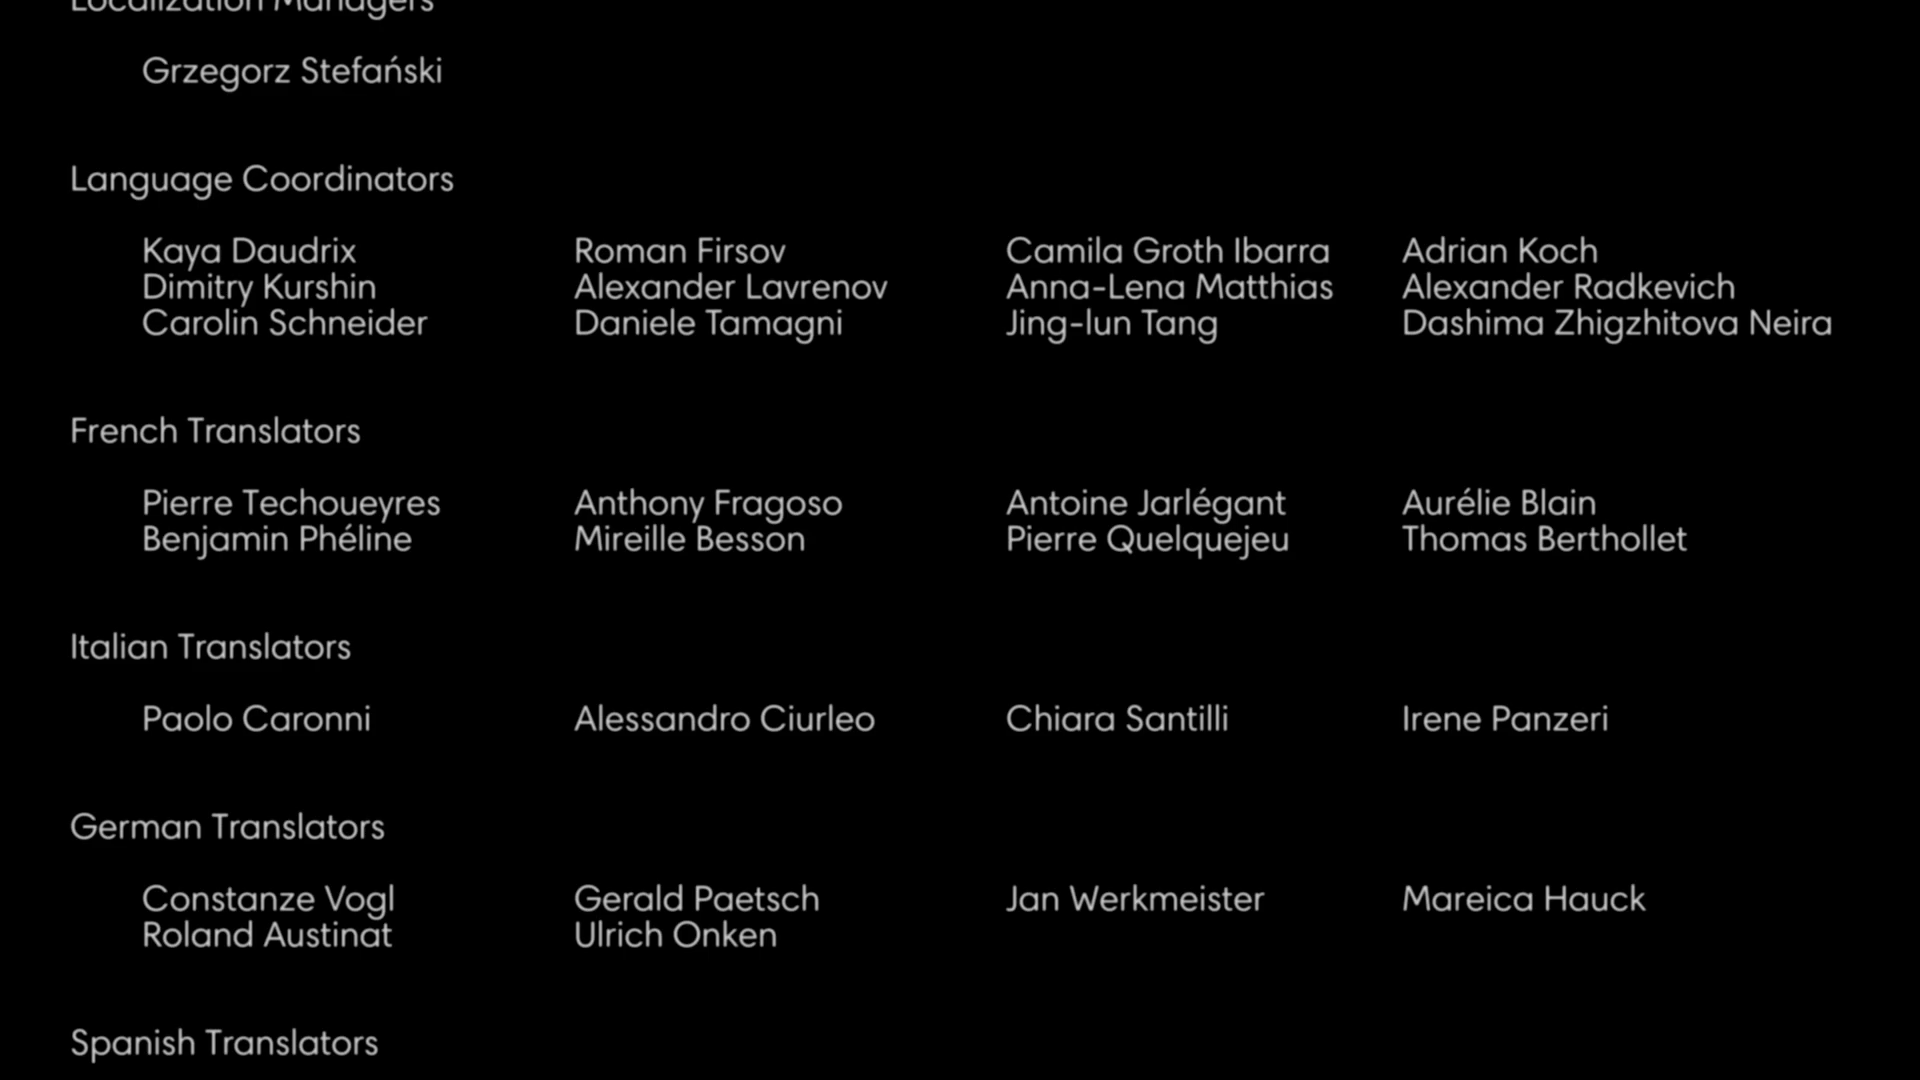 Localization Managers
Grzegorz Stefański
Language Coordinators
Kaya Daudrix Roman Firsov Camila Groth Ibarra Adrian Koch
Dimitry Kurshin Alexander Lavrenov Anna-Lena Matthias Alexander Radkevich
Carolin Schneider Daniele Tamagni Jing-lun Tang Dashima Zhigzhitova Neira
French Translators
Pierre Techoueyres Anthony Fragoso Antoine Jarlégant Aurélie Blain
Benjamin Phéline Mireille Besson Pierre Quelquejeu Thomas Berthollet
Italian Translators
Paolo Caronni Alessandro Ciurleo Chiara Santilli Irene Panzeri
German Translators
Constanze Vogl Gerald Paetsch Jan Werkmeister Mareica Hauck
Roland Austinat Ulrich Onken
Spanish Translators